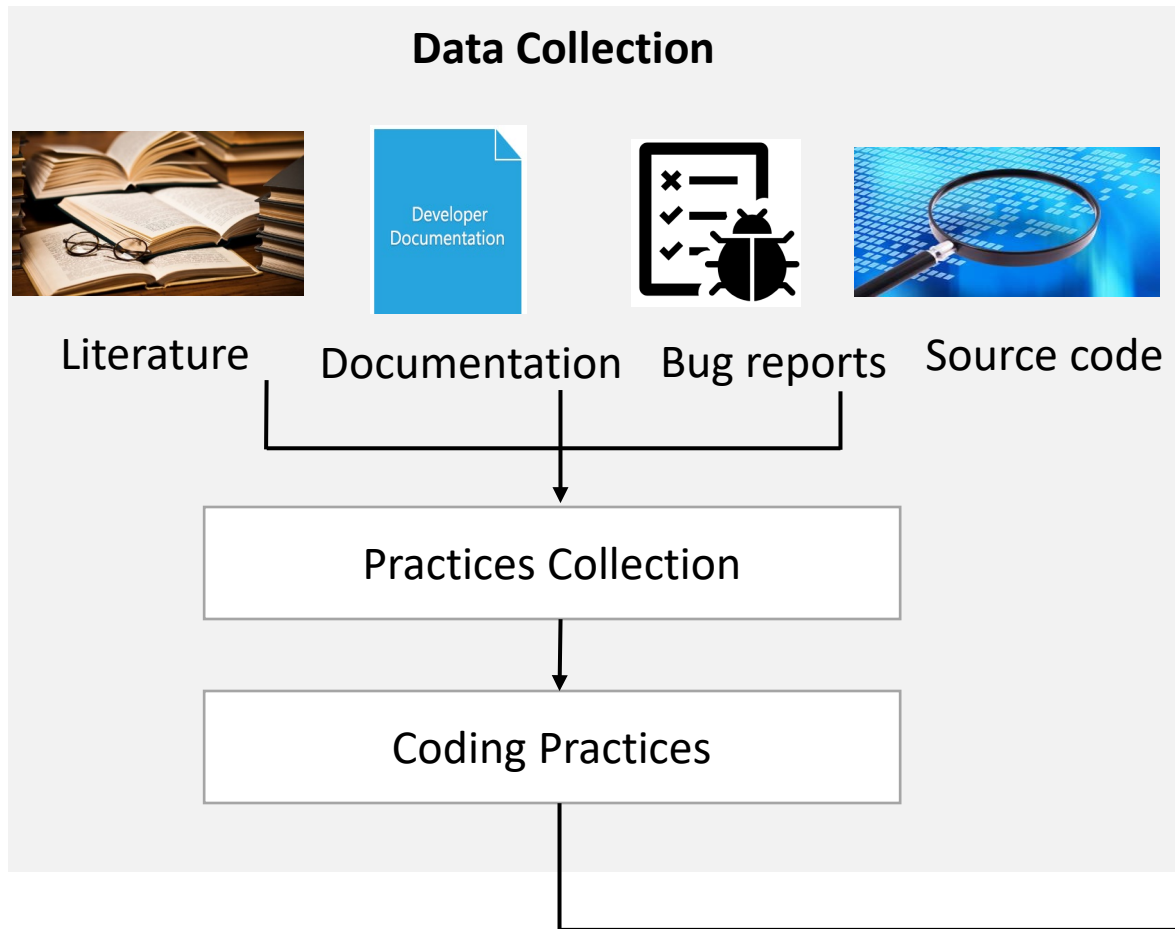 Data Collection
Developer
Documentation
Literature
Documentation
Bug reports
Source code
Practices Collection
Coding Practices